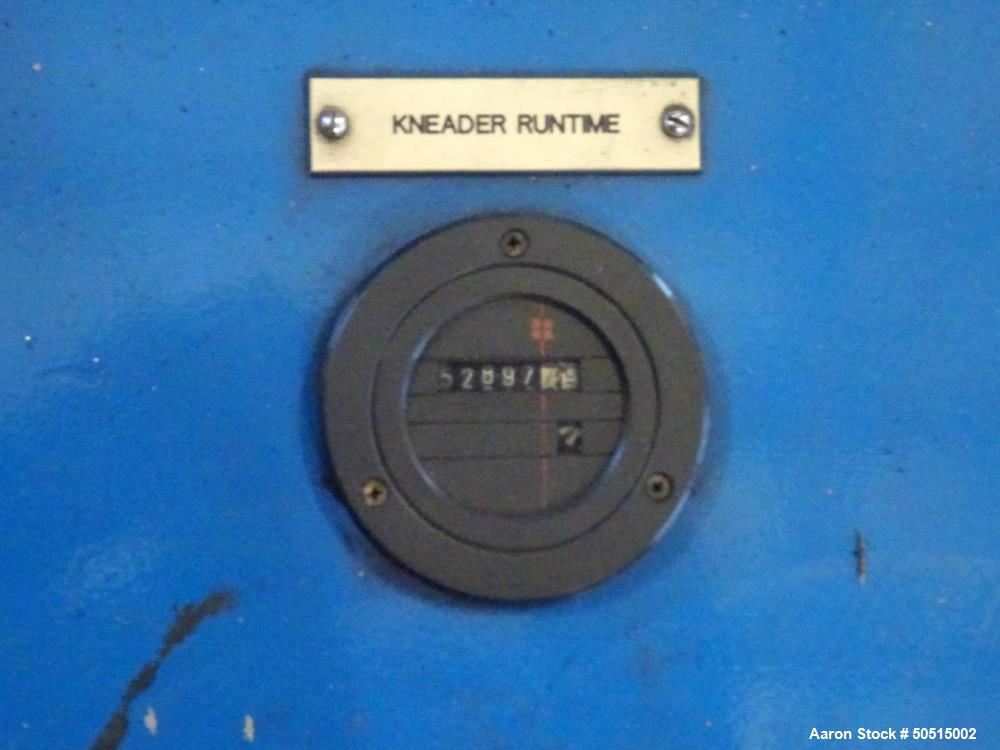 KNEADER RUNTIME
Aaron Stock # 50515002